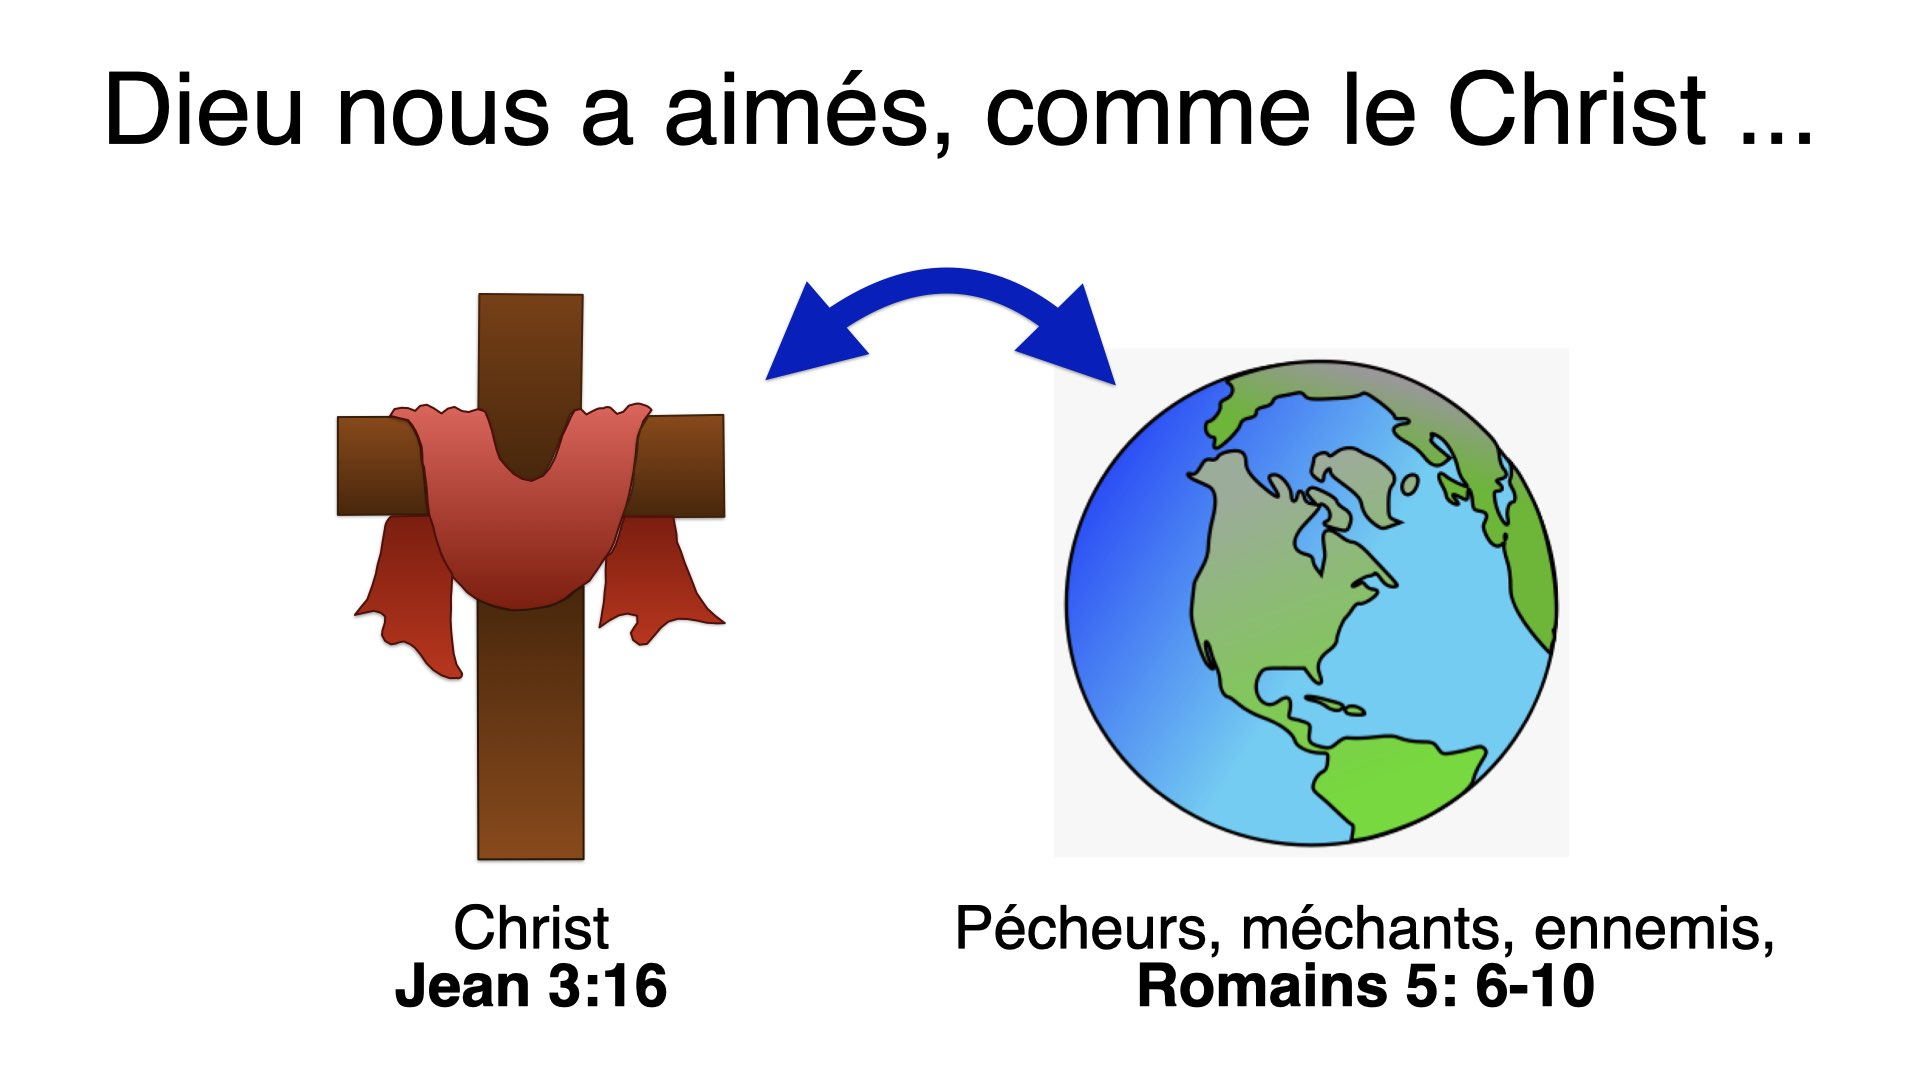 Dieu nous a aimés, comme le Christ ...
Christ
Jean 3:16
Pécheurs, méchants, ennemis,
Romains 5: 6-10